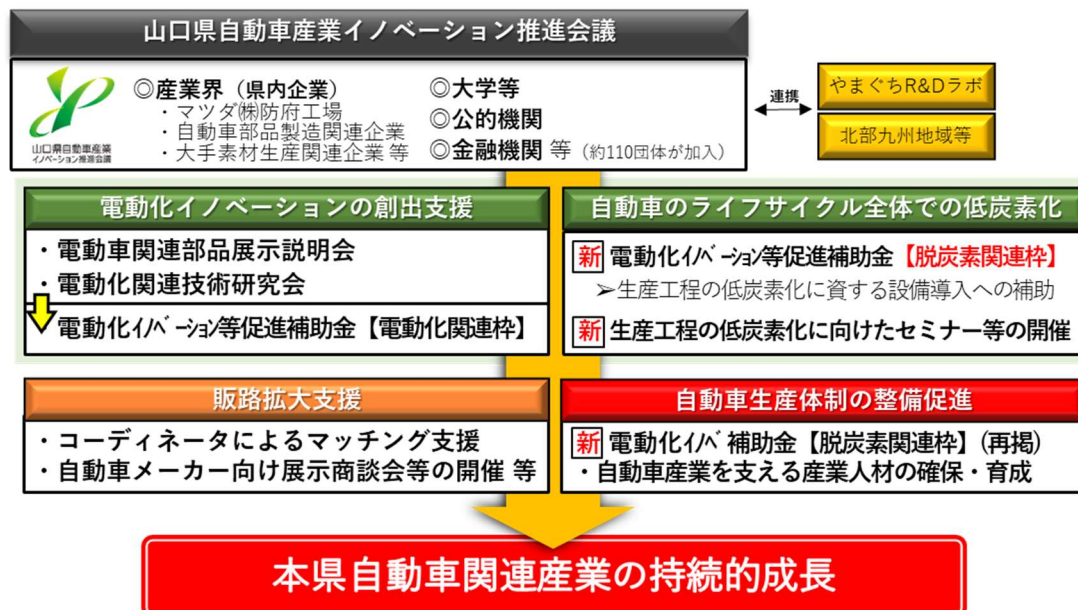 山口県自動車産業イノベーション推進会議
◎産業界（県内企業）
・マツダ㈱防府工場
・自動車部品製造関連企業
・大手素材生産関連企業 等
◎大学等
◎公的機関
◎金融機関 等（約110団体が加入）
山口県自動車産業
イノベーション推進会議
連携
やまぐちR&Dラボ
北部九州地域等
電動化イノベーションの創出支援
・電動車関連部品展示説明会
・電動化関連技術研究会
電動化ｲﾉﾍﾞｰｼｮﾝ等促進補助金【電動化関連枠】
自動車のライフサイクル全体での低炭素化
新 電動化ｲﾉﾍﾞｰｼｮﾝ等促進補助金【脱炭素関連枠】
➢生産工程の低炭素化に資する設備導入への補助
新 生産工程の低炭素化に向けたセミナー等の開催
販路拡大支援
・コーディネータによるマッチング支援
・自動車メーカー向け展示商談会等の開催 等
自動車生産体制の整備促進
新 電動化ｲﾉﾍﾞ補助金【脱炭素関連枠】(再掲)
・自動車産業を支える産業人材の確保・育成
本県自動車関連産業の持続的成長